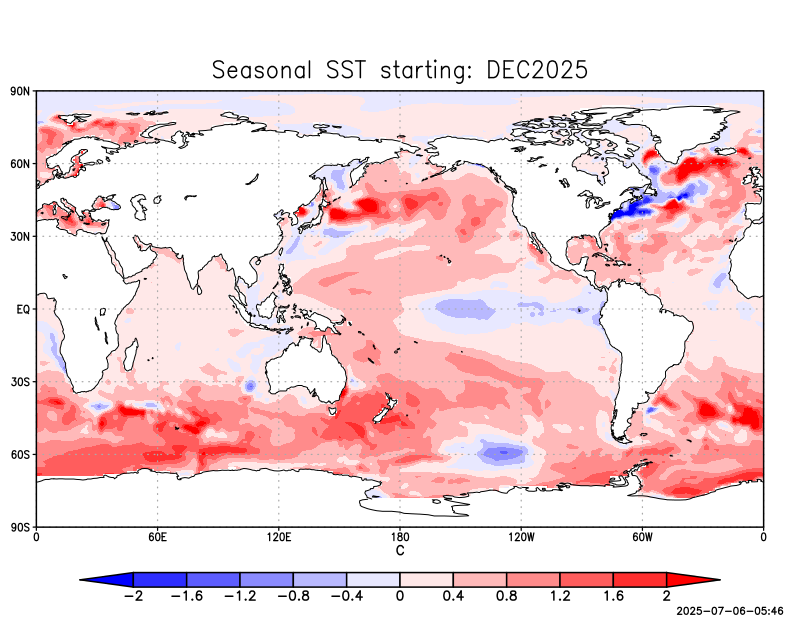 Seasonal SST starting: DEC2025
90N
60N
30N
EQ
30S
60S
90S
0 60E 120E 180 120W 60W 0
C
−2 −1.6 −1.2 −0.8 −0.4 0 0.4 0.8 1.2 1.6 2
2025-07-06-05:46